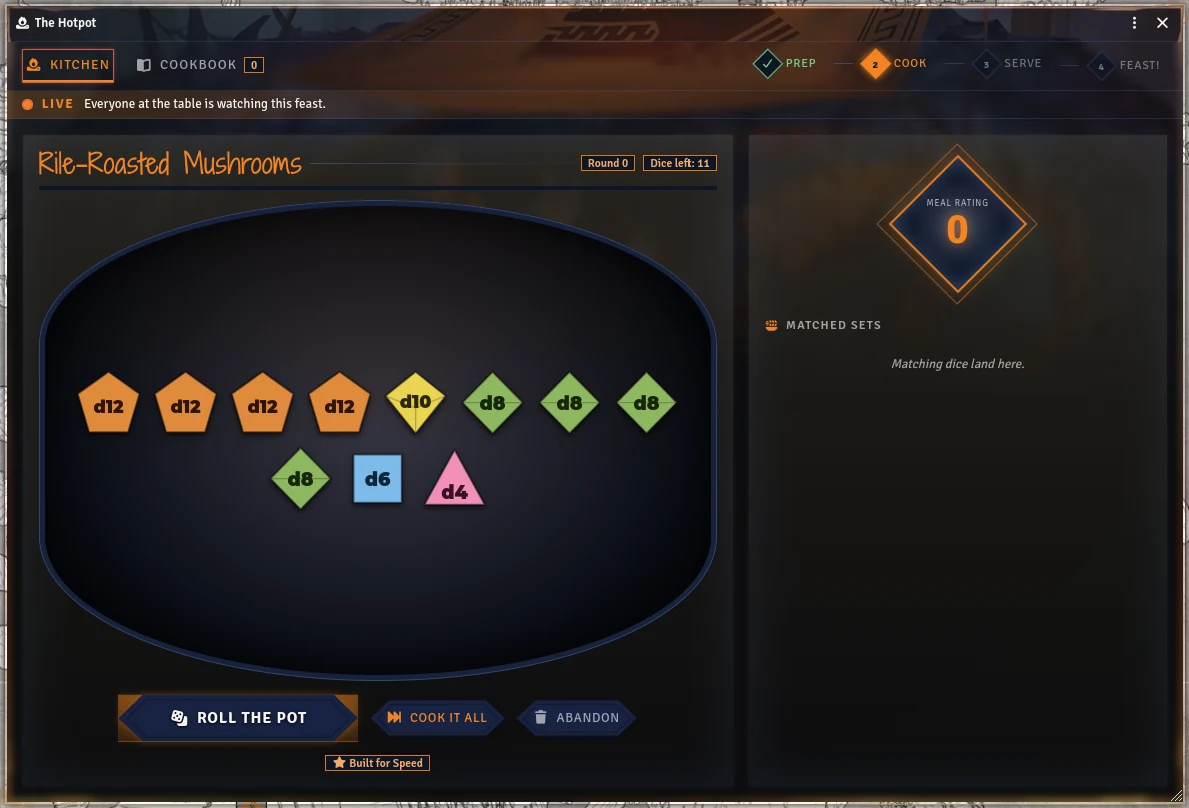 The Hotpot
KITCHEN
COOKBOOK 0
PREP
2 COOK
3 SERVE
4 FEAST!
LIVE Everyone at the table is watching this feast.
Rile-Roasted Mushrooms
Round 0
Dice left: 11
d12 d12 d12 d12 d10 d8 d8 d8
d8 d6 d4
ROLL THE POT
COOK IT ALL
ABANDON
Built for Speed
MEAL RATING
0
MATCHED SETS
Matching dice land here.